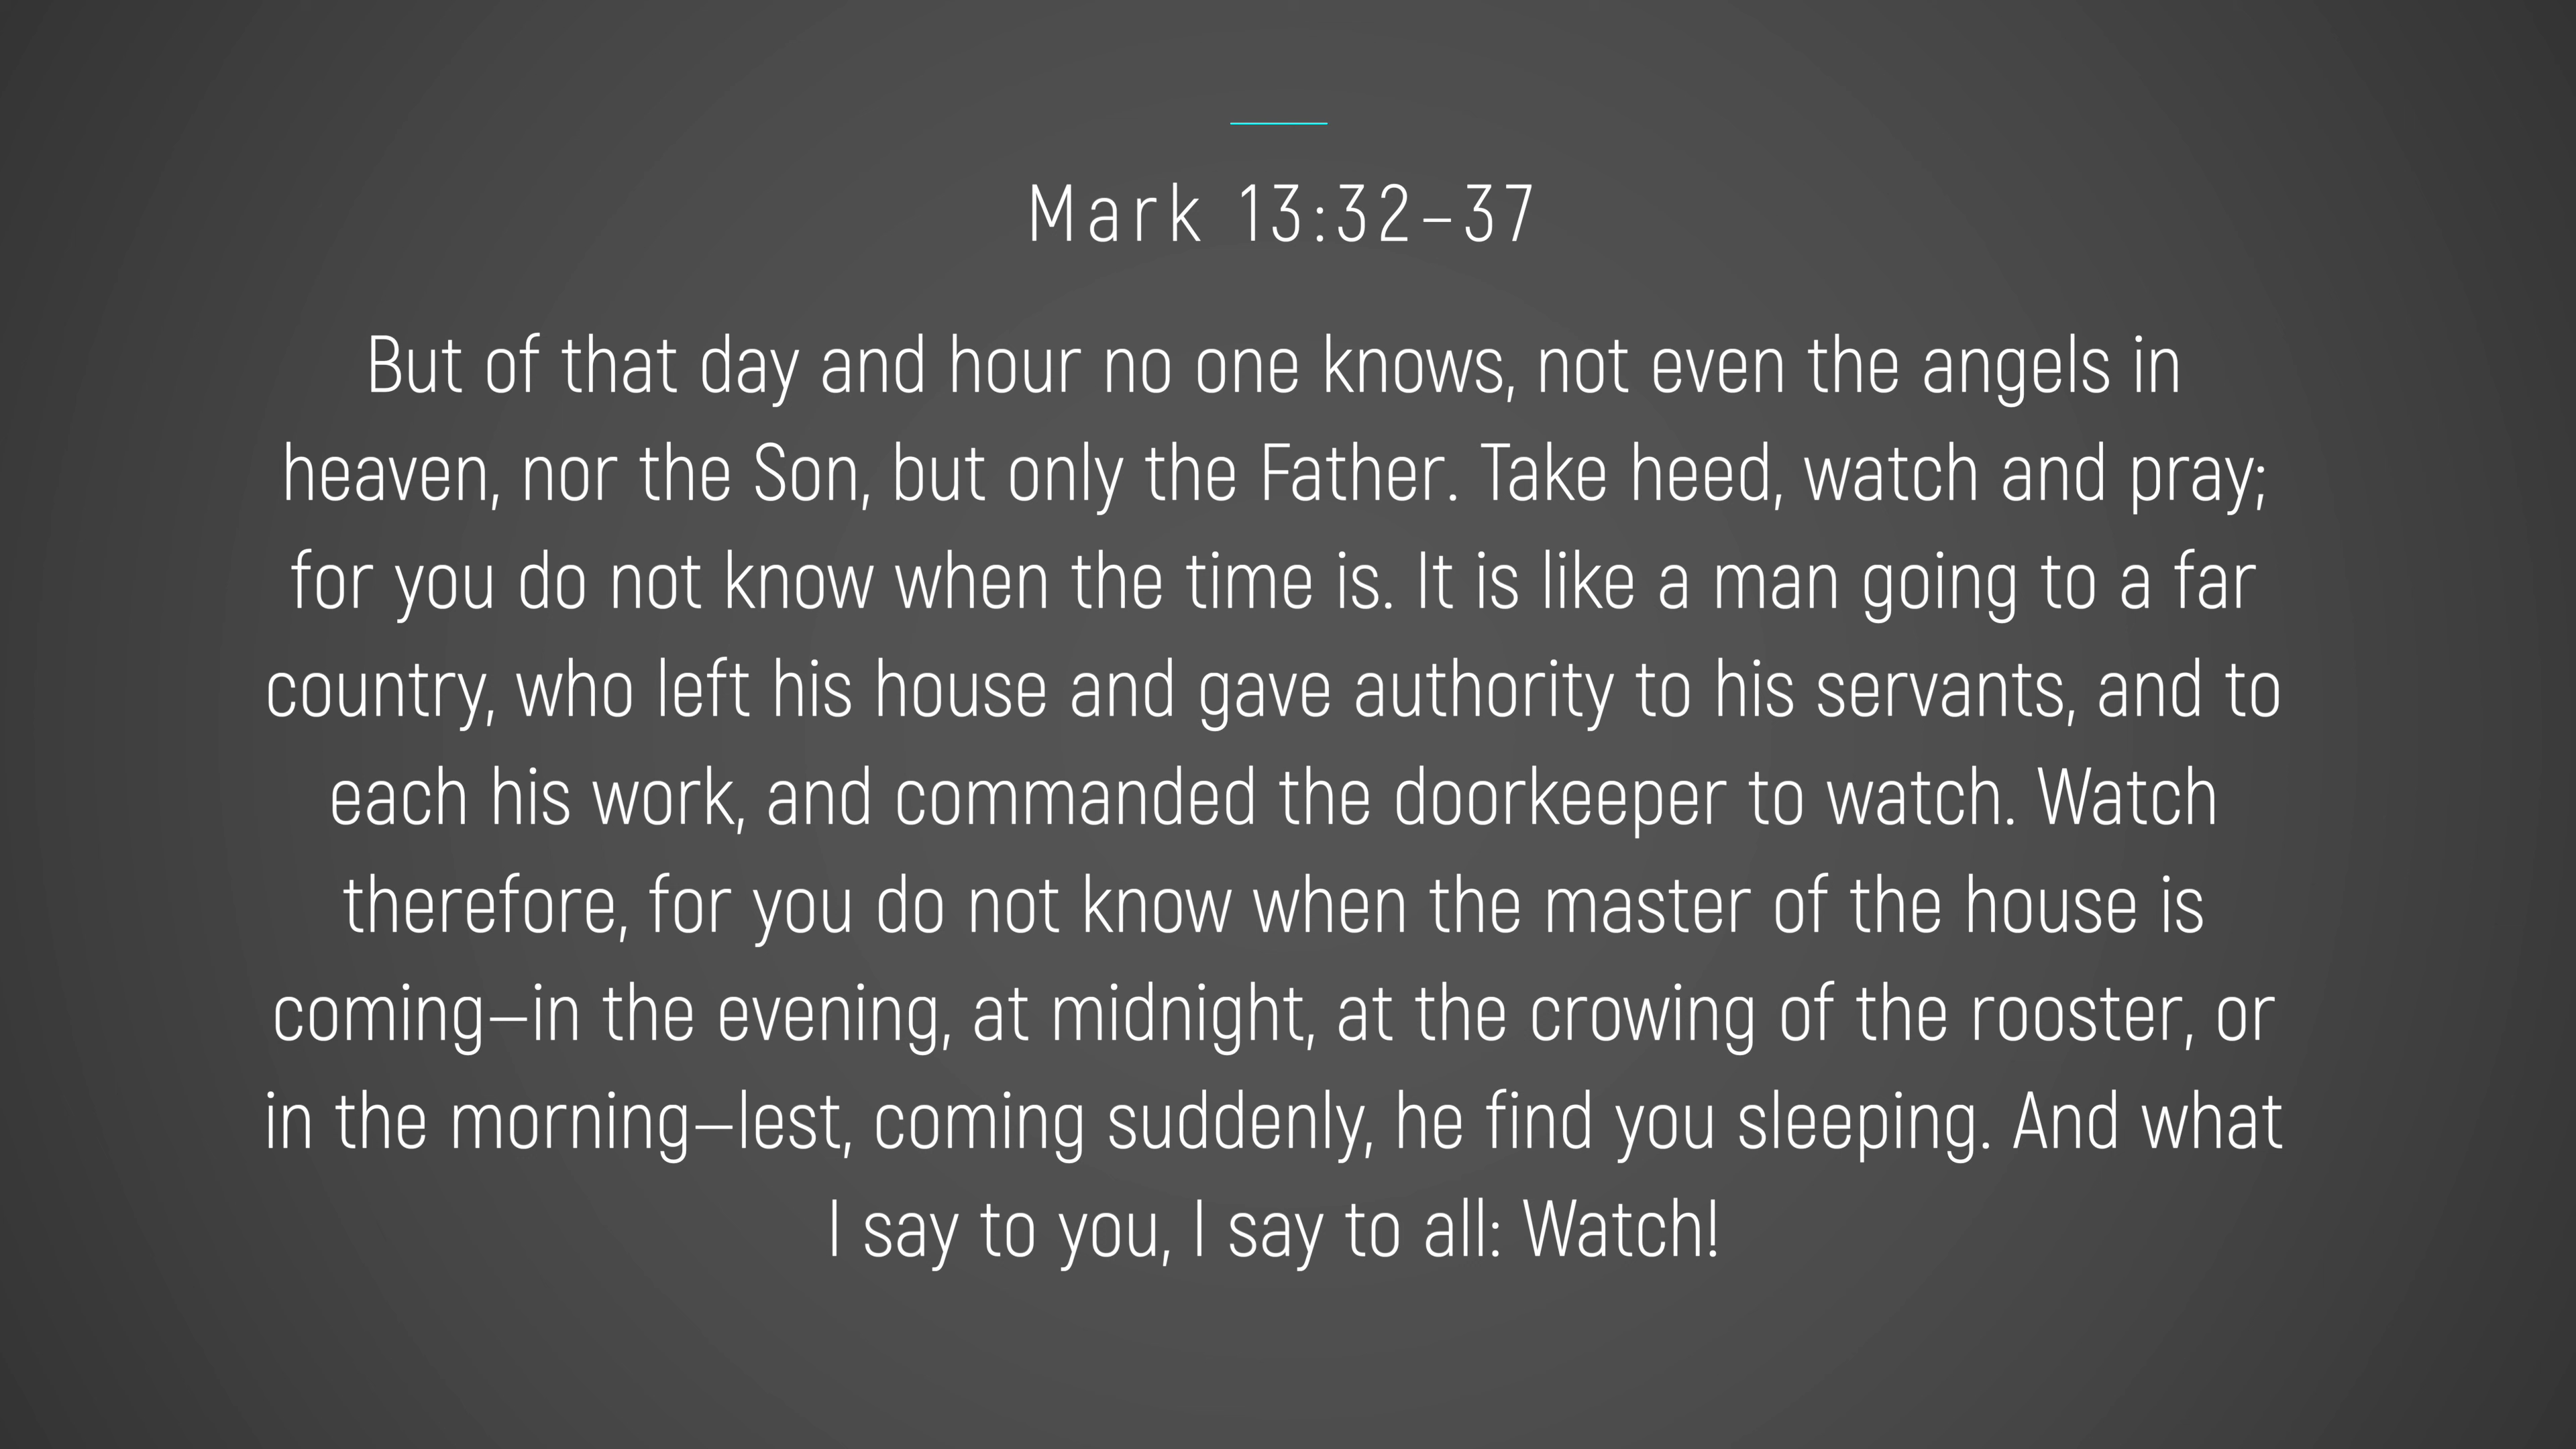 Mark 13:32–37
But of that day and hour no one knows, not even the angels in
heaven, nor the Son, but only the Father. Take heed, watch and pray;
for you do not know when the time is. It is like a man going to a far
country, who left his house and gave authority to his servants, and to
each his work, and commanded the doorkeeper to watch. Watch
therefore, for you do not know when the master of the house is
coming—in the evening, at midnight, at the crowing of the rooster, or
in the morning—lest, coming suddenly, he find you sleeping. And what
I say to you, I say to all: Watch!